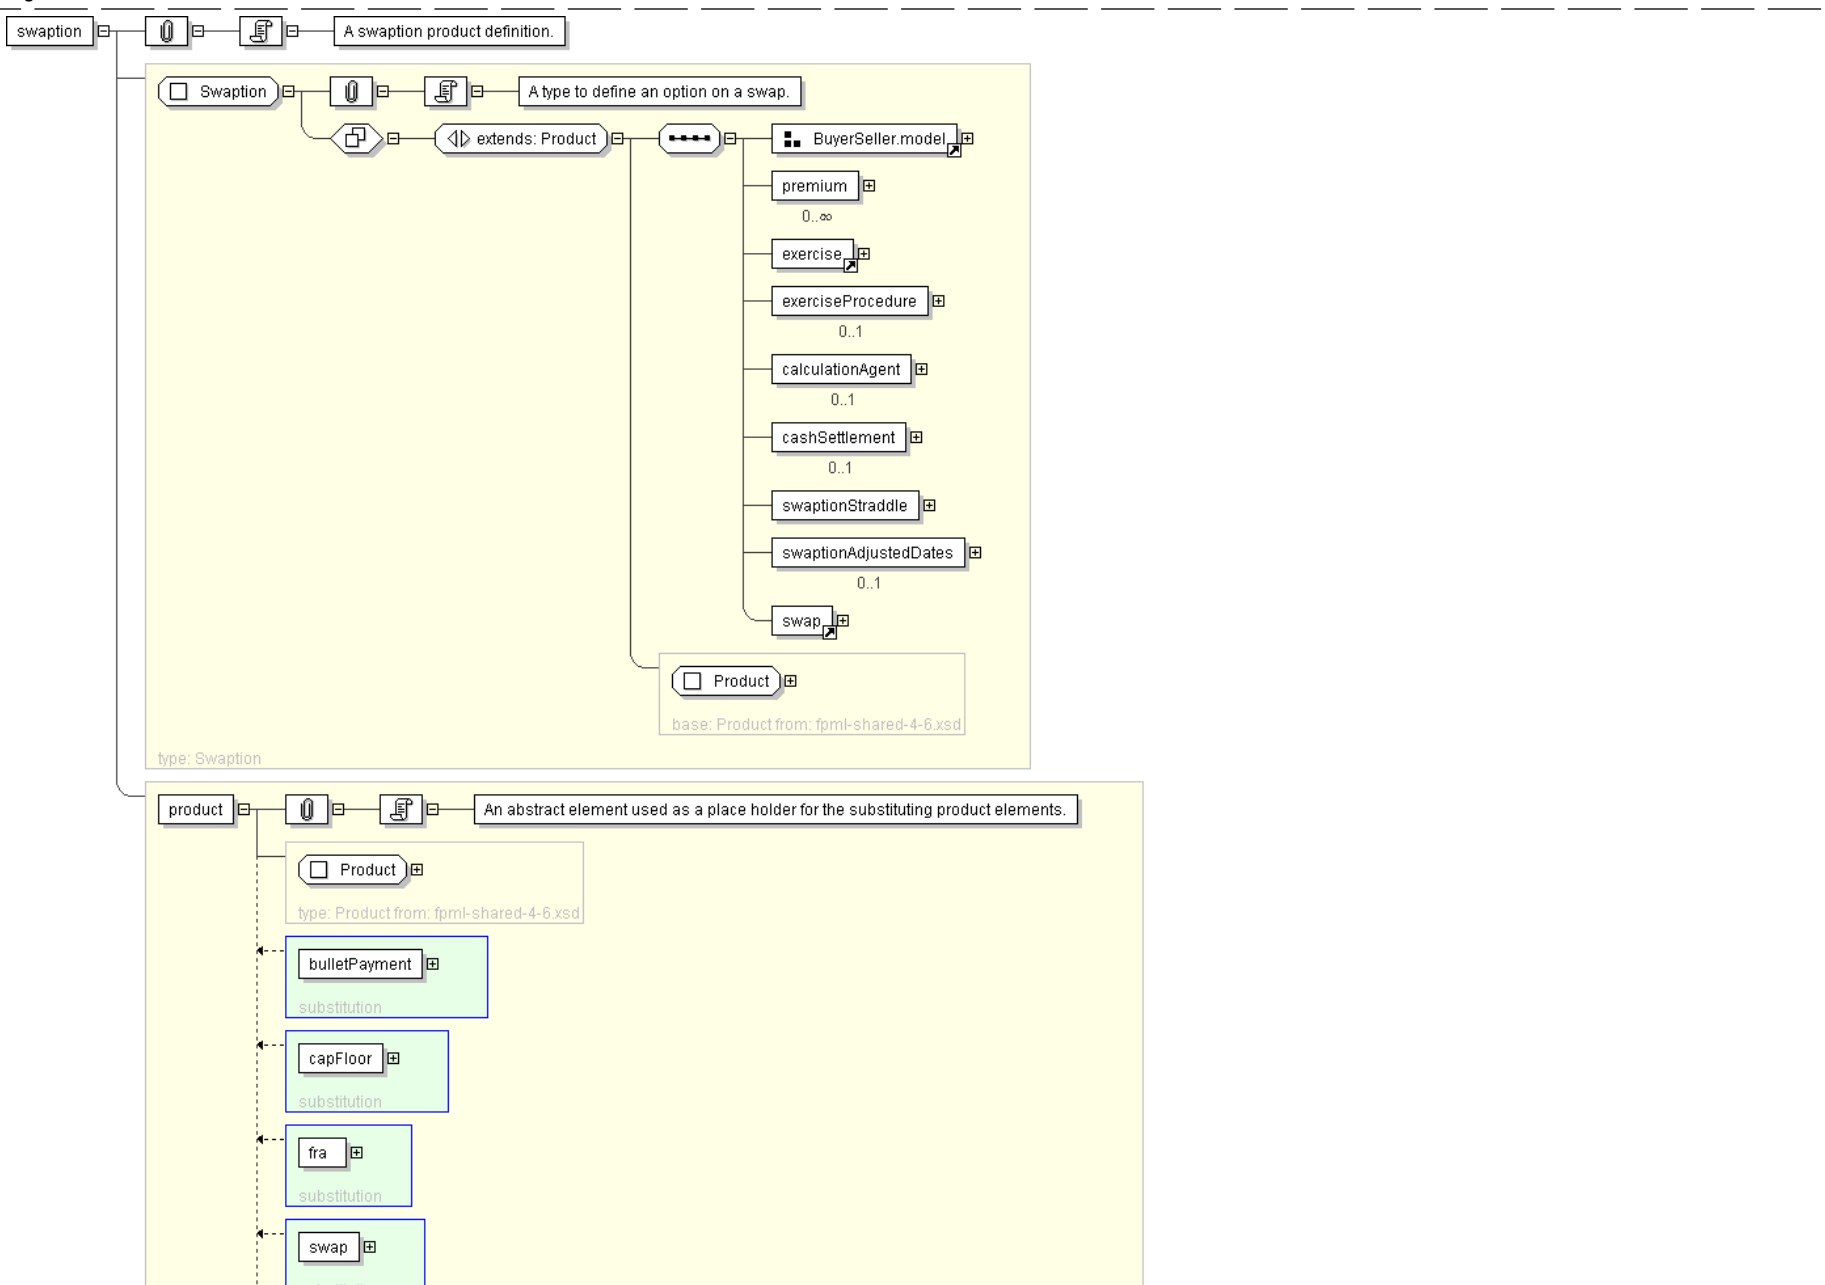 swaption A swaption product definition.
Swaption A type to define an option on a swap.
extends: Product BuyerSeller.model
premium
0..∞
exercise
exerciseProcedure
0..1
calculationAgent
0..1
cashSettlement
0..1
swaptionStraddle
swaptionAdjustedDates
0..1
swap
Product
base: Product from: fpml-shared-4-6.xsd
type: Swaption
product An abstract element used as a place holder for the substituting product elements.
Product
type: Product from: fpml-shared-4-6.xsd
bulletPayment
substitution
capFloor
substitution
fra
substitution
swap